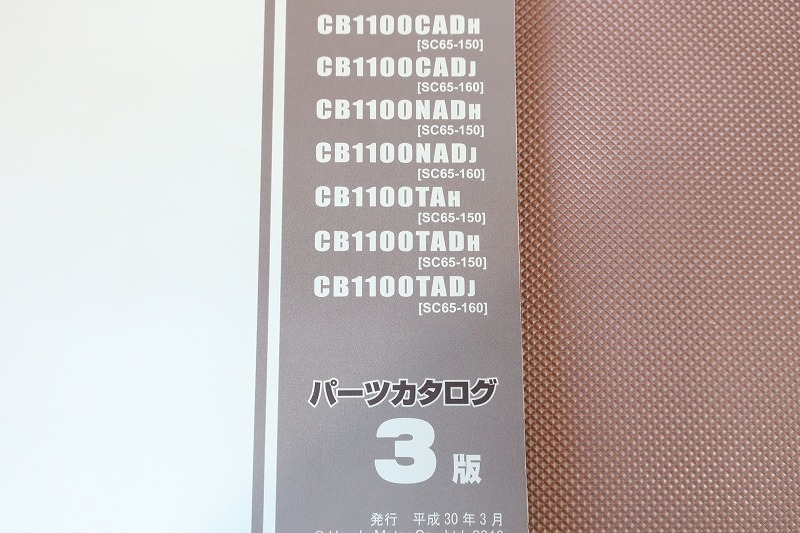 CB1100CADH
[SC65-150]
CB1100CADJ
[SC65-160]
CB1100NADH
[SC65-150]
CB1100NADJ
[SC65-160]
CB1100TAH
[SC65-150]
CB1100TADH
[SC65-150]
CB1100TADJ
[SC65-160]
パーツカタログ
3版
発行 平成30年3月